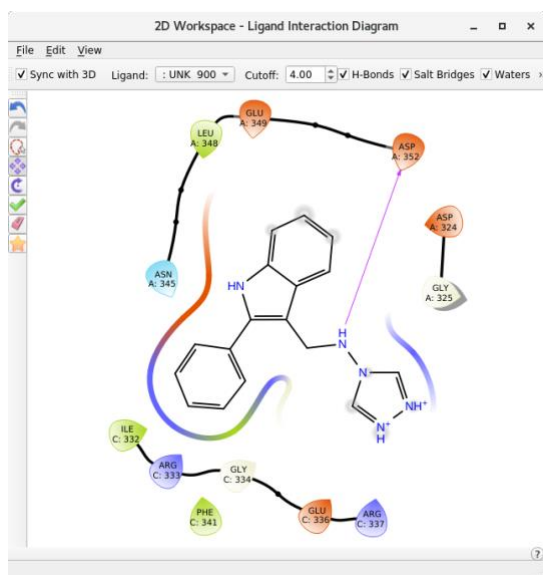 2D Workspace - Ligand Interaction Diagram
File Edit View
Sync with 3D Ligand: : UNK 900 Cutoff: 4.00 H-Bonds Salt Bridges Waters
GLU
A: 349
LEU
A: 348
ASP
A: 352
ASP
A: 324
ASN
A: 345
GLY
A: 325
HN
H
N
N
NH+
N+
H
ILE
C: 332
ARG
C: 333
GLY
C: 334
PHE
C: 341
GLU
C: 336
ARG
C: 337
?